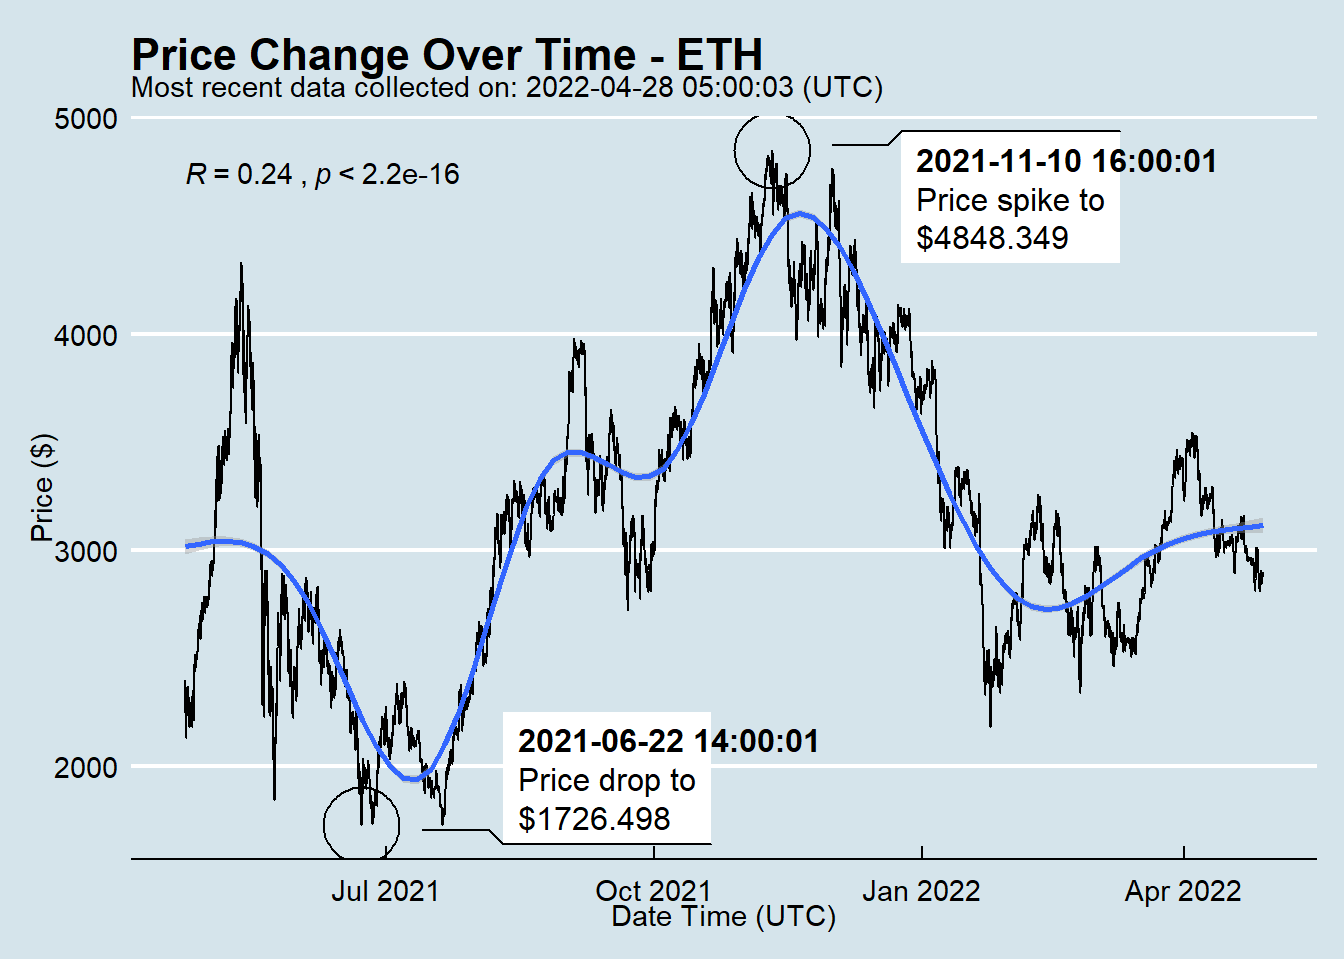 Price Change Over Time - ETH
Most recent data collected on: 2022-04-28 05:00:03 (UTC)
5000
R = 0.24 , p < 2.2e-16
2021-11-10 16:00:01
Price spike to
$4848.349
4000
Price ($)
3000
2021-06-22 14:00:01
Price drop to
$1726.498
2000
Jul 2021
Oct 2021
Jan 2022
Apr 2022
Date Time (UTC)